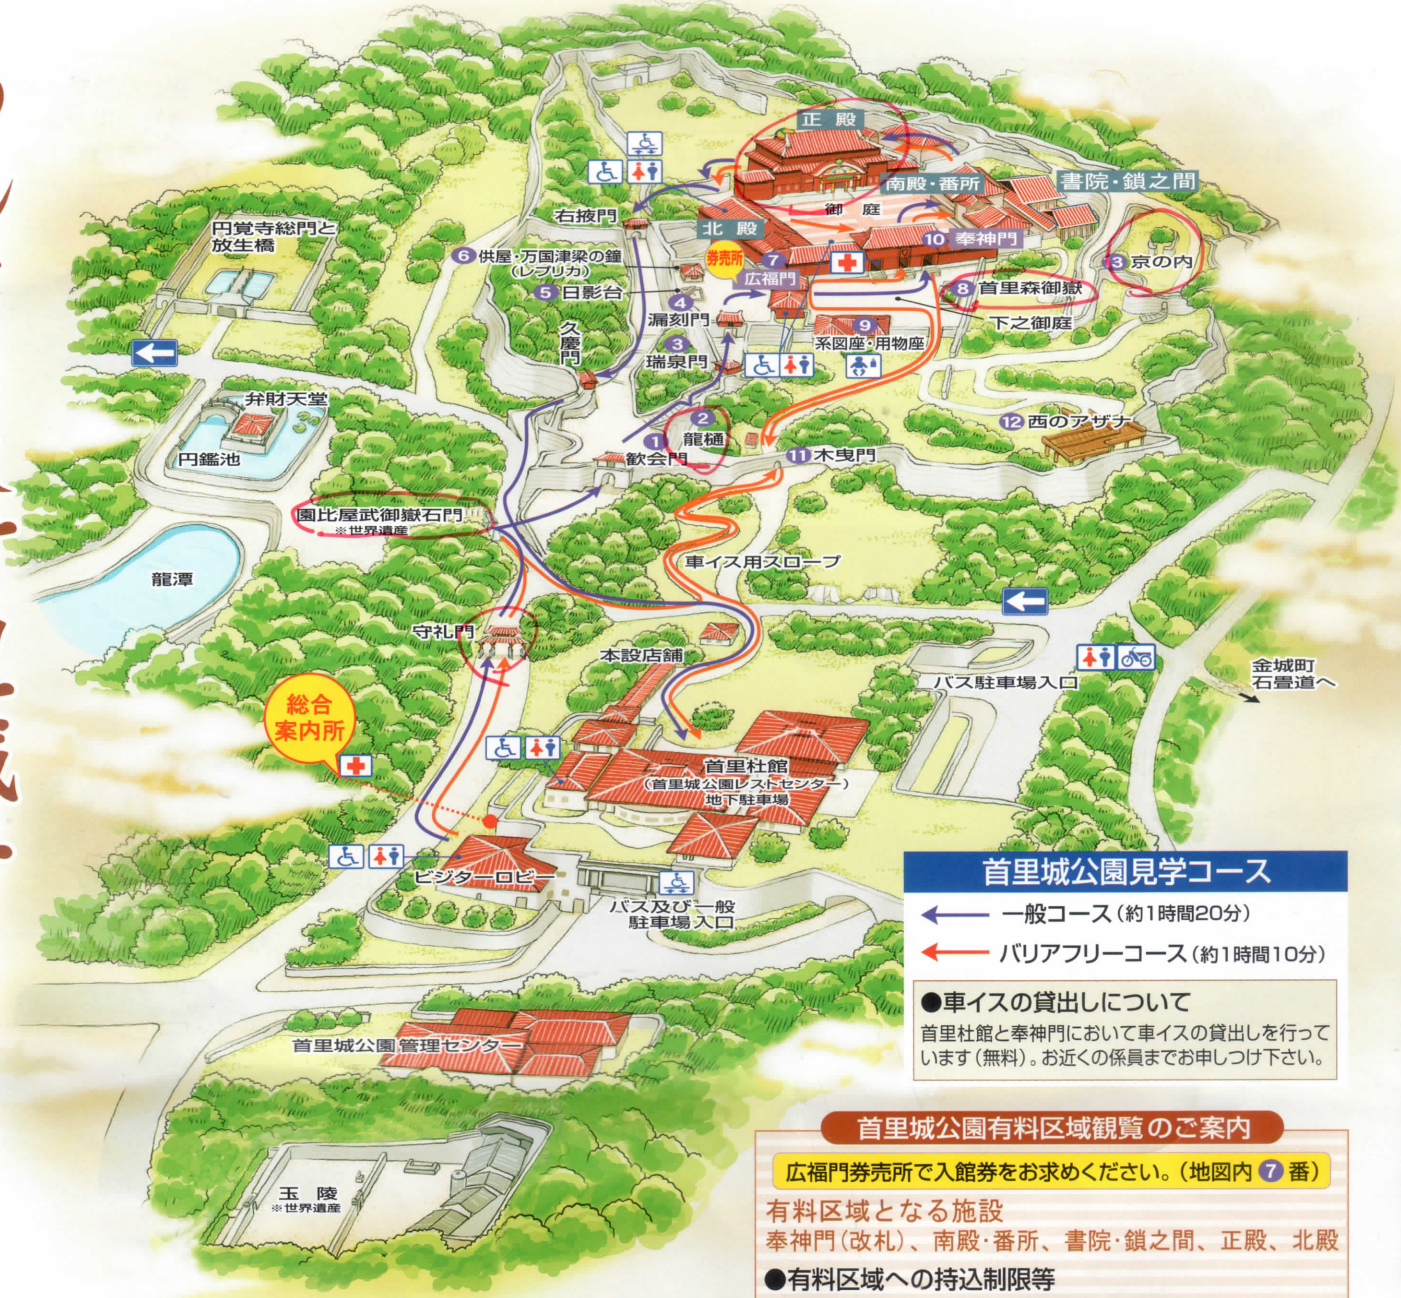 正殿
南殿・番所
書院・鎖之間
御庭
北殿
右掖門
円覚寺総門と
放生橋
⑥供屋・万国津梁の鐘
(レプリカ)
券売所
⑦
広福門
⑩奉神門
⑬京の内
⑤日影台
④
漏刻門
⑧首里森御嶽
下之御庭
久慶門
③
瑞泉門
⑨
系図座・用物座
弁財天堂
円鑑池
②
龍樋
①
歓会門
⑫西のアザナ
⑪木曳門
園比屋武御嶽石門
※世界遺産
龍潭
車イス用スロープ
守礼門
本設店舗
バス駐車場入口
金城町
石畳道へ
総合
案内所
首里杜館
(首里城公園レストセンター)
地下駐車場
ビジターロビー
バス及び一般
駐車場入口
首里城公園管理センター
玉陵
※世界遺産
首里城公園見学コース
一般コース(約1時間20分)
バリアフリーコース(約1時間10分)
●車イスの貸出しについて
首里杜館と奉神門において車イスの貸出しを行って
います(無料)。お近くの係員までお申しつけ下さい。
首里城公園有料区域観覧のご案内
広福門券売所で入館券をお求めください。(地図内⑦番)
有料区域となる施設
奉神門(改札)、南殿・番所、書院・鎖之間、正殿、北殿
●有料区域への持込制限等